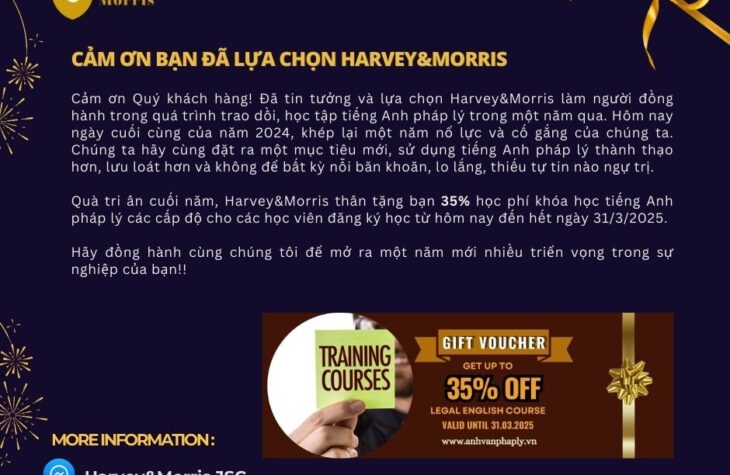 MORRIS
CẢM ƠN BẠN ĐÃ LỰA CHỌN HARVEY&MORRIS
Cảm ơn Quý khách hàng! Đã tin tưởng và lựa chọn Harvey&Morris làm người đồng
hành trong quá trình trao dồi, học tập tiếng Anh pháp lý trong một năm qua. Hôm nay
ngày cuối cùng của năm 2024, khép lại một năm nổ lực và cố gắng của chúng ta.
Chúng ta hãy cùng đặt ra một mục tiêu mới, sử dụng tiếng Anh pháp lý thành thạo
hơn, lưu loát hơn và không để bất kỳ nỗi băn khoăn, lo lắng, thiếu tự tin nào ngự trị.
Quà tri ân cuối năm, Harvey&Morris thân tặng bạn 35% học phí khóa học tiếng Anh
pháp lý các cấp độ cho các học viên đăng ký học từ hôm nay đến hết ngày 31/3/2025.
Hãy đồng hành cùng chúng tôi để mở ra một năm mới nhiều triển vọng trong sự
nghiệp của bạn!!
TRAINING
COURSES
GIFT VOUCHER
GET UP TO
35% OFF
LEGAL ENGLISH COURSE
VALID UNTIL 31.03.2025
www.anhvanphaply.vn
MORE INFORMATION :
Harvey&Morris JSC